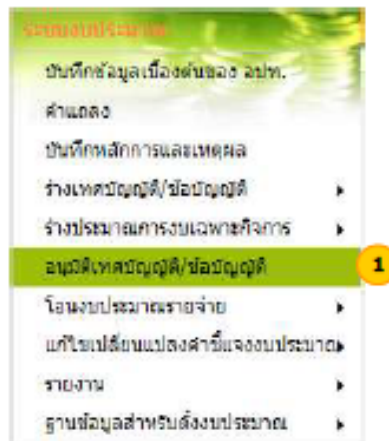 ระบบงบประมาณ
บันทึกข้อมูลเบื้องต้นของ อปท.
คำแถลง
บันทึกหลักการและเหตุผล
ร่างเทศบัญญัติ/ข้อบัญญัติ
ร่างประมาณการงบเฉพาะกิจการ
อนุมัติเทศบัญญัติ/ข้อบัญญัติ 1
โอนงบประมาณรายจ่าย
แก้ไขเปลี่ยนแปลงคำชี้แจงงบประมาณ
รายงาน
ฐานข้อมูลสำหรับตั้งงบประมาณ